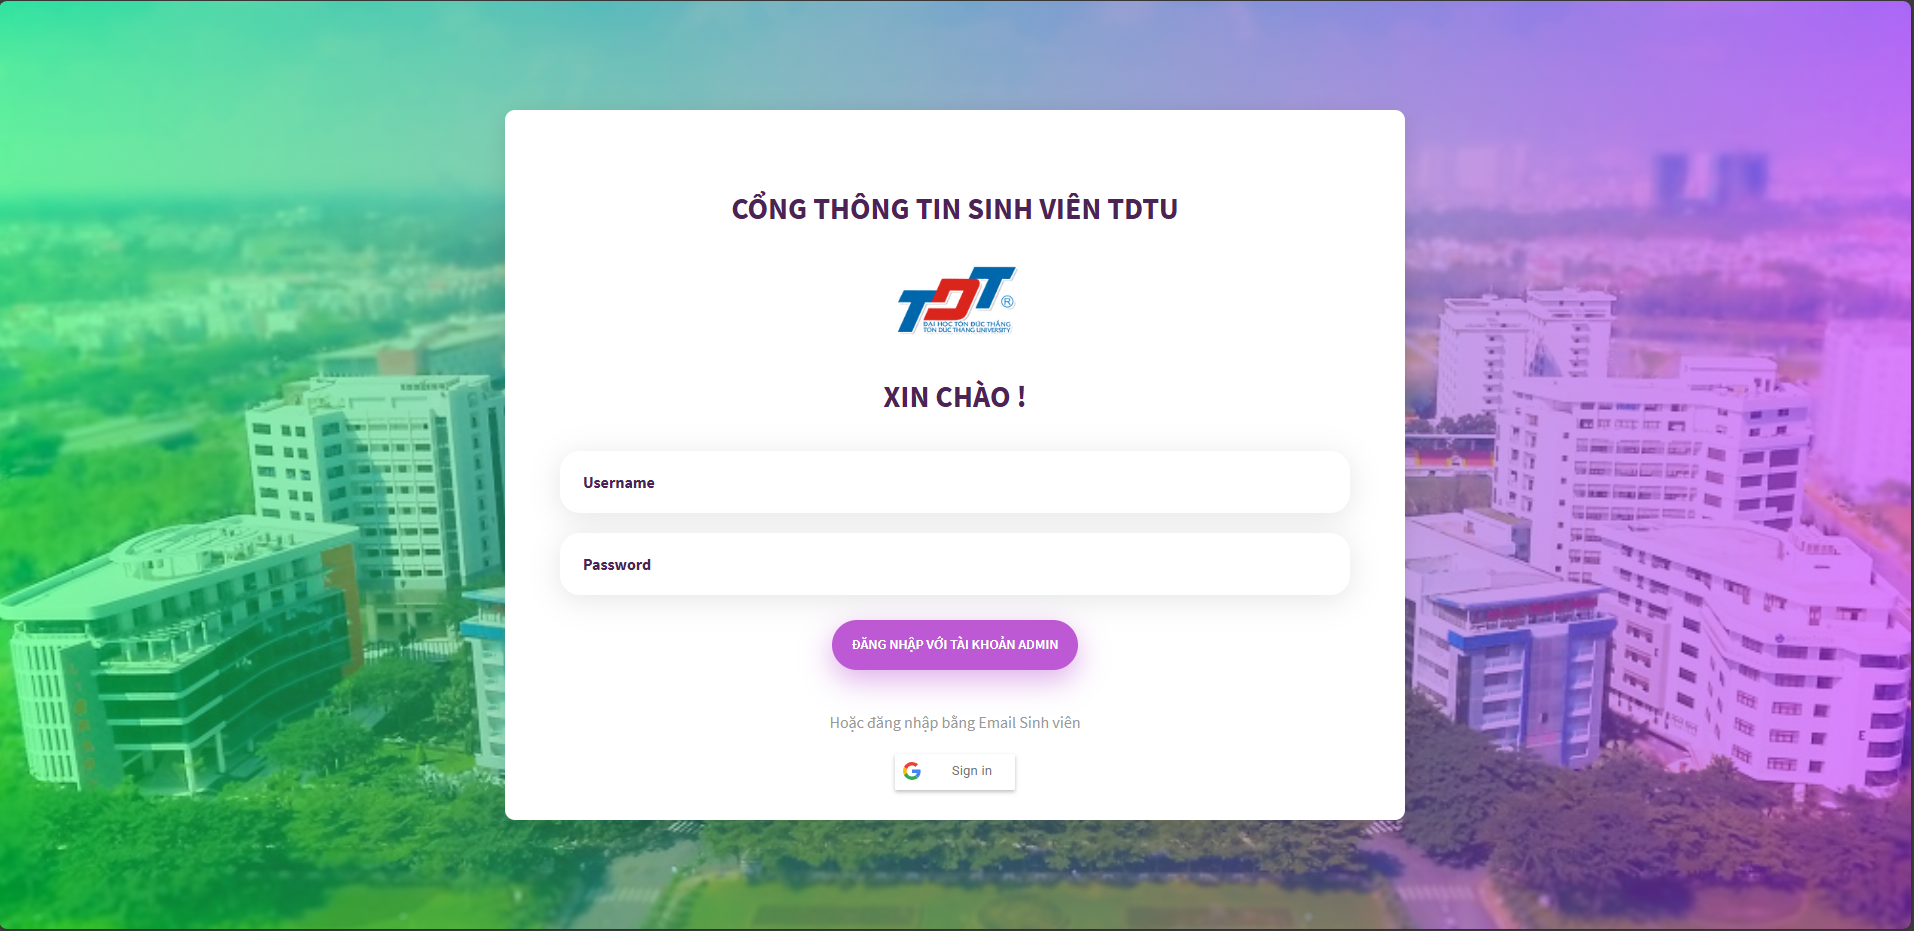 CỔNG THÔNG TIN SINH VIÊN TDTU
TDT ®
ĐẠI HỌC TÔN ĐỨC THẮNG
TON DUC THANG UNIVERSITY
XIN CHÀO !
Username
Password
ĐĂNG NHẬP VỚI TÀI KHOẢN ADMIN
Hoặc đăng nhập bằng Email Sinh viên
Sign in